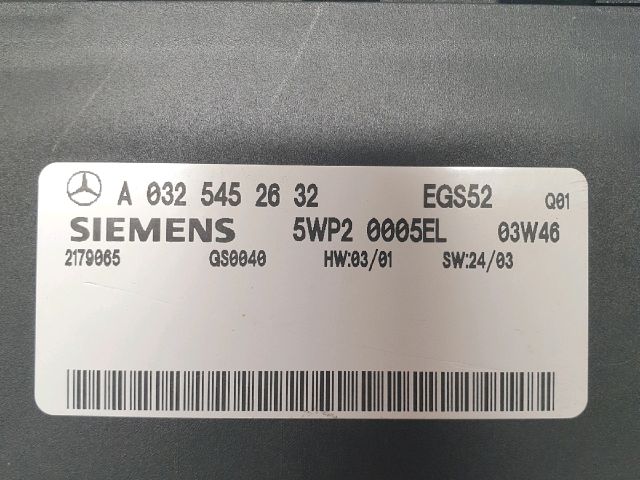 A 032 545 26 32 EGS52 Q01
SIEMENS 5WP2 0005EL 03W46
2179065 GS0040 HW:03/01 SW:24/03